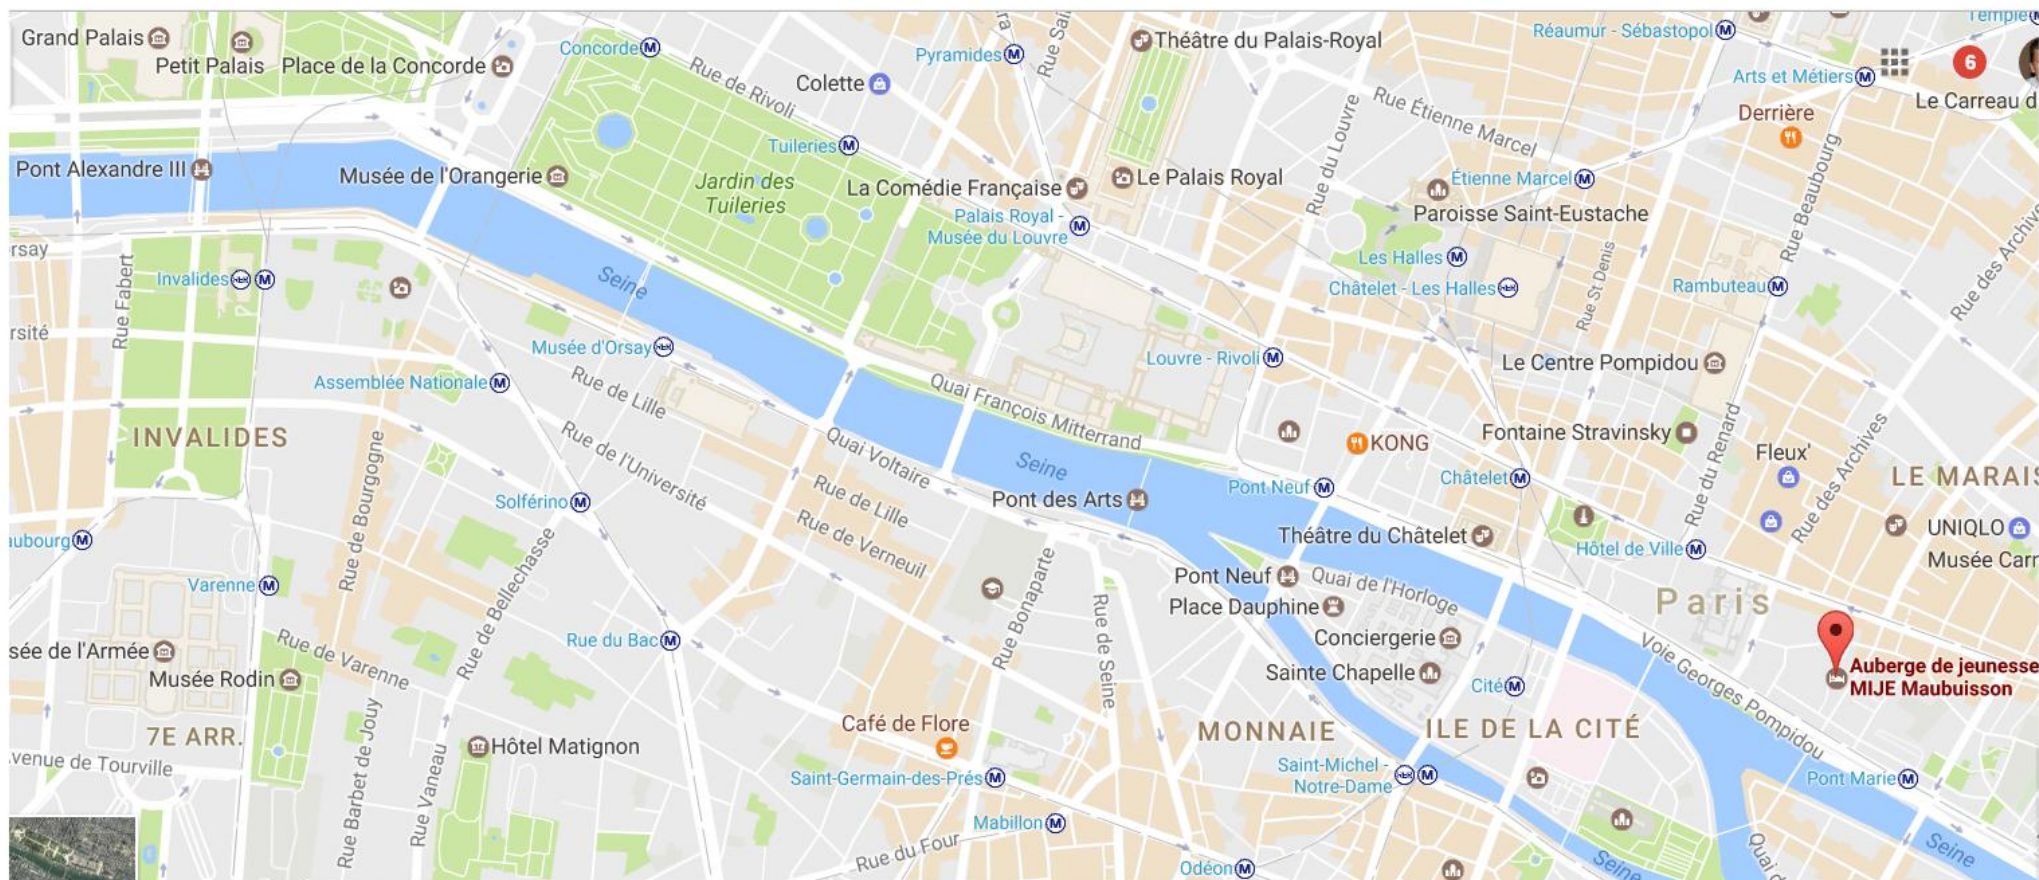 Grand Palais
Petit Palais
Place de la Concorde
Concorde
Colette
Rue de Rivoli
Pyramides
Théâtre du Palais-Royal
Réaumur - Sébastopol
Temple
Arts et Métiers
6
Le Carreau d
Derrière
Rue Étienne Marcel
Rue du Louvre
Tuileries
Pont Alexandre III
Musée de l'Orangerie
Jardin des
Tuileries
La Comédie Française
Le Palais Royal
Étienne Marcel
Paroisse Saint-Eustache
Rue Beaubourg
Palais Royal -
Musée du Louvre
Les Halles
Châtelet - Les Halles
RER
Rue St Denis
Rambuteau
Rue des Archiv
Invalides
Rue Fabert
Seine
Musée d'Orsay
Assemblée Nationale
Rue de Lille
Louvre - Rivoli
Le Centre Pompidou
Quai François Mitterrand
INVALIDES
Rue de Bourgogne
Rue de l'Université
Quai Voltaire
Seine
KONG
Fontaine Stravinsky
Rue du Renard
Fleux'
Rue des Archives
LE MARAIS
Solférino
Rue de Lille
Rue de Verneuil
Pont des Arts
Pont Neuf
Châtelet
Théâtre du Châtelet
Hôtel de Ville
UNIQLO
Musée Carn
Varenne
Rue de Bellechasse
Rue Bonaparte
Rue de Seine
Pont Neuf
Quai de l'Horloge
Place Dauphine
Paris
Conciergerie
Sainte Chapelle
Cité
Voie Georges Pompidou
Auberge de jeunesse
MIJE Maubuisson
sée de l'Armée
Musée Rodin
Rue de Varenne
Rue du Bac
7E ARR.
Hôtel Matignon
Café de Flore
MONNAIE
ILE DE LA CITÉ
venue de Tourville
Rue Barbet de Jouy
Rue Vaneau
Saint-Germain-des-Prés
Saint-Michel -
Notre-Dame
Pont Marie
Mabillon
Rue du Four
Odéon
Seine
Quai d
Seine